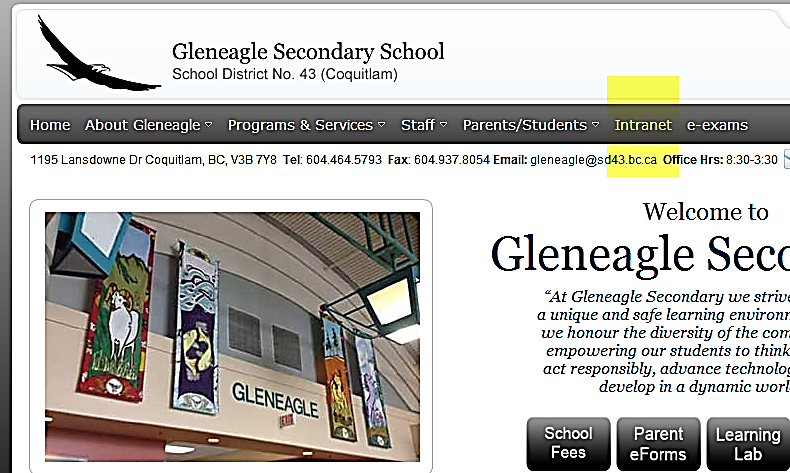 Gleneagle Secondary School
School District No. 43 (Coquitlam)
Home About Gleneagle Programs & Services Staff Parents/Students Intranet e-exams
1195 Lansdowne Dr Coquitlam, BC, V3B 7Y8 Tel: 604.464.5793 Fax: 604.937.8054 Email: gleneagle@sd43.bc.ca Office Hrs: 8:30-3:30
GLENEAGLE
EXIT
Welcome to
Gleneagle Seco
“At Gleneagle Secondary we strive
a unique and safe learning environm
we honour the diversity of the com
empowering our students to think
act responsibly, advance technolog
develop in a dynamic worl
School Fees
Parent eForms
Learning Lab